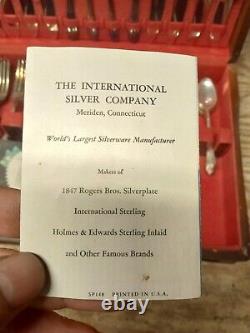 THE INTERNATIONAL
SILVER COMPANY
Meriden, Connecticut
World's Largest Silverware Manufacturer
Makers of
1847 Rogers Bros. Silverplate
International Sterling
Holmes & Edwards Sterling Inlaid
and Other Famous Brands
SP168 PRINTED IN U.S.A.